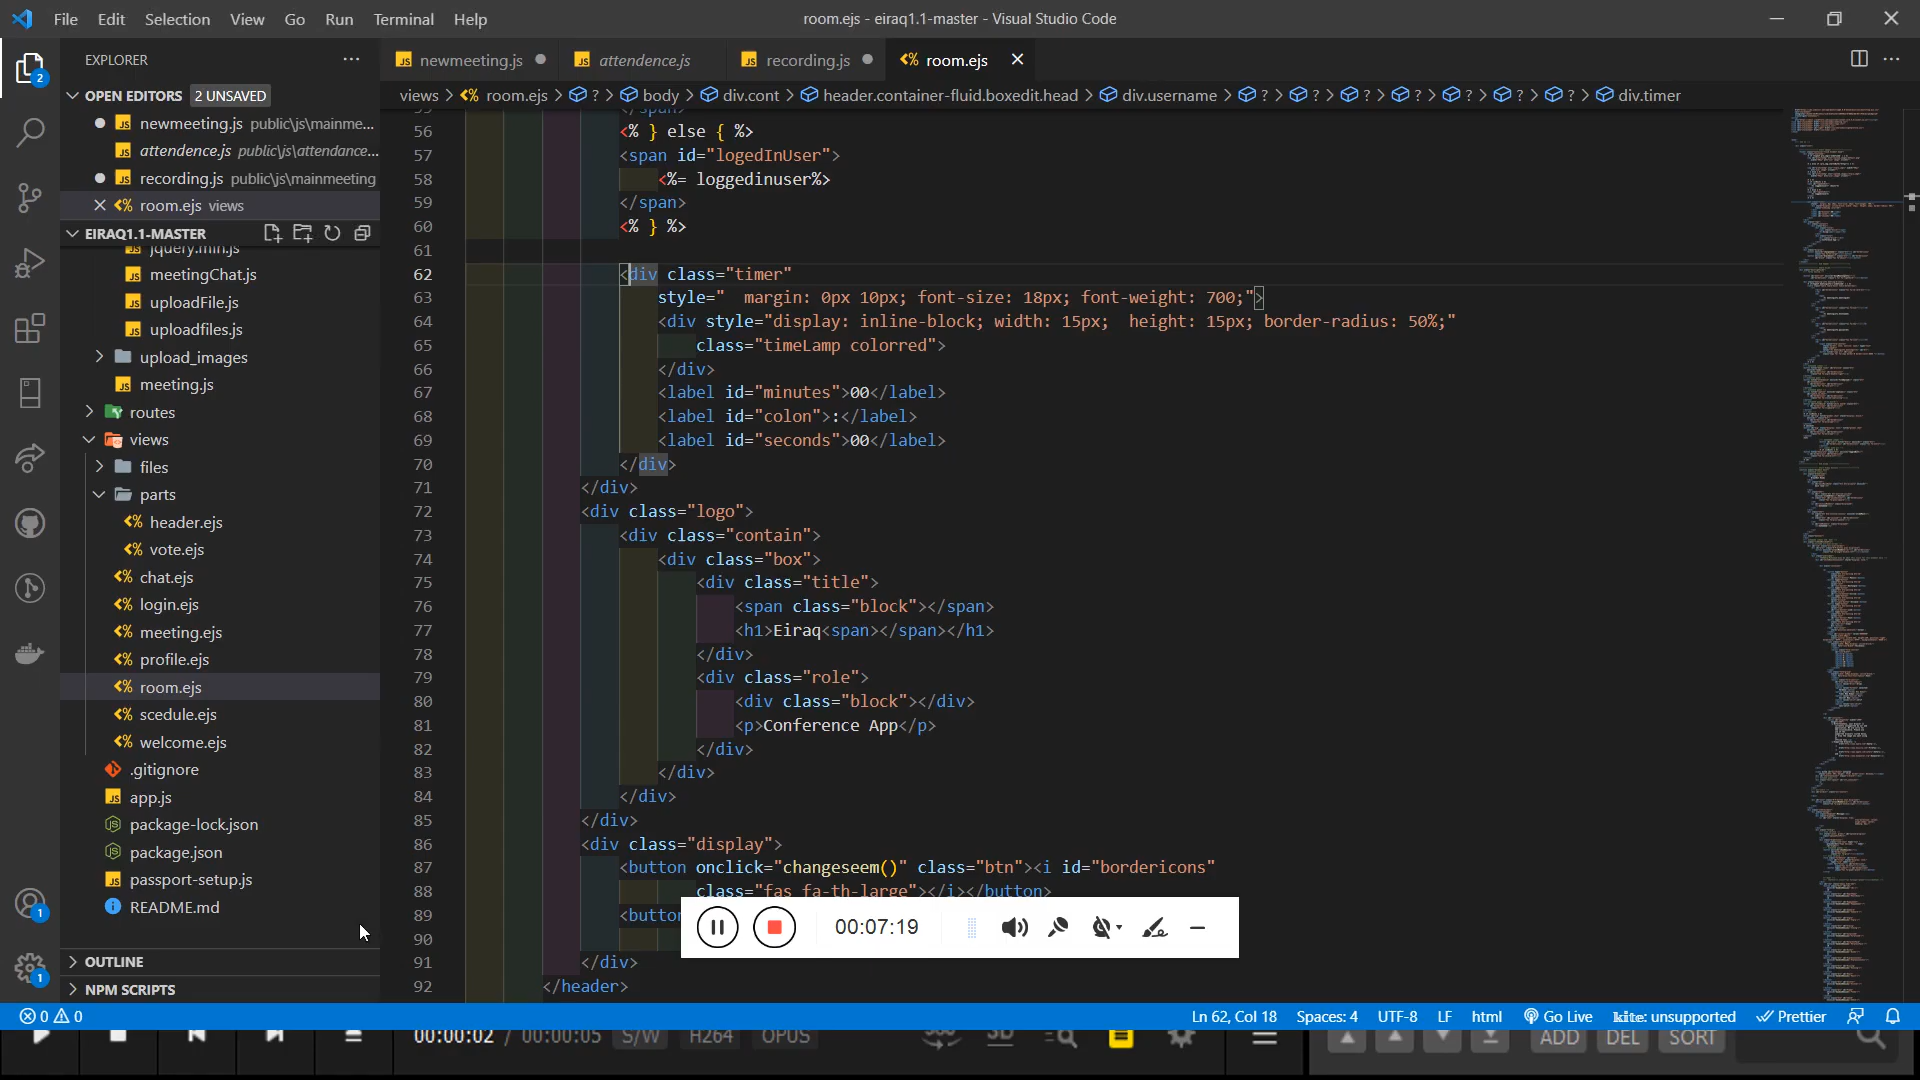 File Edit Selection View Go Run Terminal Help
room.ejs - eiraq1.1-master - Visual Studio Code
EXPLORER
newmeeting.js
attendence.js
recording.js
room.ejs
OPEN EDITORS 2 UNSAVED
newmeeting.js public\js\mainme...
attendence.js public\js\attendance...
recording.js public\js\mainmeeting
room.ejs views
EIRAQ1.1-MASTER
jquery.min.js
meetingChat.js
uploadFile.js
uploadfiles.js
upload_images
meeting.js
routes
views
files
parts
header.ejs
vote.ejs
chat.ejs
login.ejs
meeting.ejs
profile.ejs
room.ejs
scedule.ejs
welcome.ejs
.gitignore
app.js
package-lock.json
package.json
passport-setup.js
README.md
OUTLINE
NPM SCRIPTS
views > room.ejs > ? > body > div.cont > header.container-fluid.boxedit.head > div.username > ? > ? > ? > ? > ? > ? > ? > div.timer
55 </span>
56 <% } else { %>
57 <span id="logedInUser">
58 <%= loggedinuser%>
59 </span>
60 <% } %>
61
62 <div class="timer"
63 style="  margin: 0px 10px; font-size: 18px; font-weight: 700;">
64 <div style="display: inline-block; width: 15px;  height: 15px; border-radius: 50%;"
65 class="timeLamp colorred">
66 </div>
67 <label id="minutes">00</label>
68 <label id="colon">:</label>
69 <label id="seconds">00</label>
70 </div>
71 </div>
72 <div class="logo">
73 <div class="contain">
74 <div class="box">
75 <div class="title">
76 <span class="block"></span>
77 <h1>Eiraq<span></span></h1>
78 </div>
79 <div class="role">
80 <div class="block"></div>
81 <p>Conference App</p>
82 </div>
83 </div>
84 </div>
85 </div>
86 <div class="display">
87 <button onclick="changeseem()" class="btn"><i id="bordericons"
88 class="fas fa-th-large"></i></button>
89 <button
90
91 </div>
92 </header>
00:07:19
2
1
1
0 0
Ln 62, Col 18 Spaces: 4 UTF-8 LF html Go Live kite: unsupported Prettier
00:00:02 / 00:00:05 S/W H264 OPUS 360 3D ADD DEL SORT